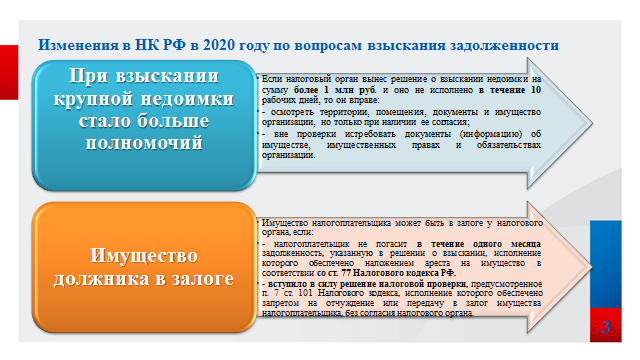 Изменения в НК РФ в 2020 году по вопросам взыскания задолженности
При взыскании
крупной недоимки
стало больше
полномочий
• Если налоговый орган вынес решение о взыскании недоимки на
сумму более 1 млн руб. и оно не исполнено в течение 10
рабочих дней, то он вправе:
• - осмотреть территории, помещения, документы и имущество
организации, но только при наличии ее согласия;
• - вне проверки истребовать документы (информацию) об
имуществе, имущественных правах и обязательствах
организации.
Имущество
должника в залоге
• Имущество налогоплательщика может быть в залоге у налогового
органа, если:
• - налогоплательщик не погасит в течение одного месяца
задолженность, указанную в решении о взыскании, исполнение
которого обеспечено наложением ареста на имущество в
соответствии со ст. 77 Налогового кодекса РФ.
• - вступило в силу решение налоговой проверки, предусмотренное
п. 7 ст. 101 Налогового кодекса, исполнение которого обеспечено
запретом на отчуждение или передачу в залог имущества
налогоплательщика, без согласия налогового органа.
3